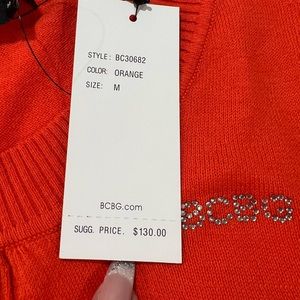 STYLE: BC30682
COLOR: ORANGE
SIZE: M
BCBG.com
SUGG. PRICE. $130.00
BCBG